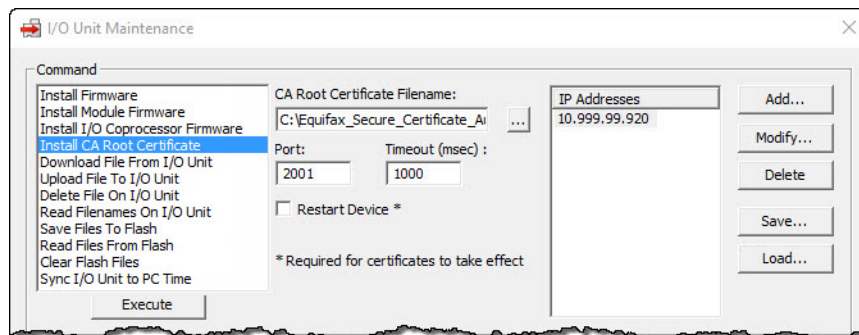 I/O Unit Maintenance
Command
Install Firmware
Install Module Firmware
Install I/O Coprocessor Firmware
Install CA Root Certificate
Download File From I/O Unit
Upload File To I/O Unit
Delete File On I/O Unit
Read Filenames On I/O Unit
Save Files To Flash
Read Files From Flash
Clear Flash Files
Sync I/O Unit to PC Time
Execute
CA Root Certificate Filename:
C:\Equifax_Secure_Certificate_Au
...
Port:
Timeout (msec) :
2001
1000
Restart Device *
* Required for certificates to take effect
IP Addresses
10.999.99.920
Add...
Modify...
Delete
Save...
Load...